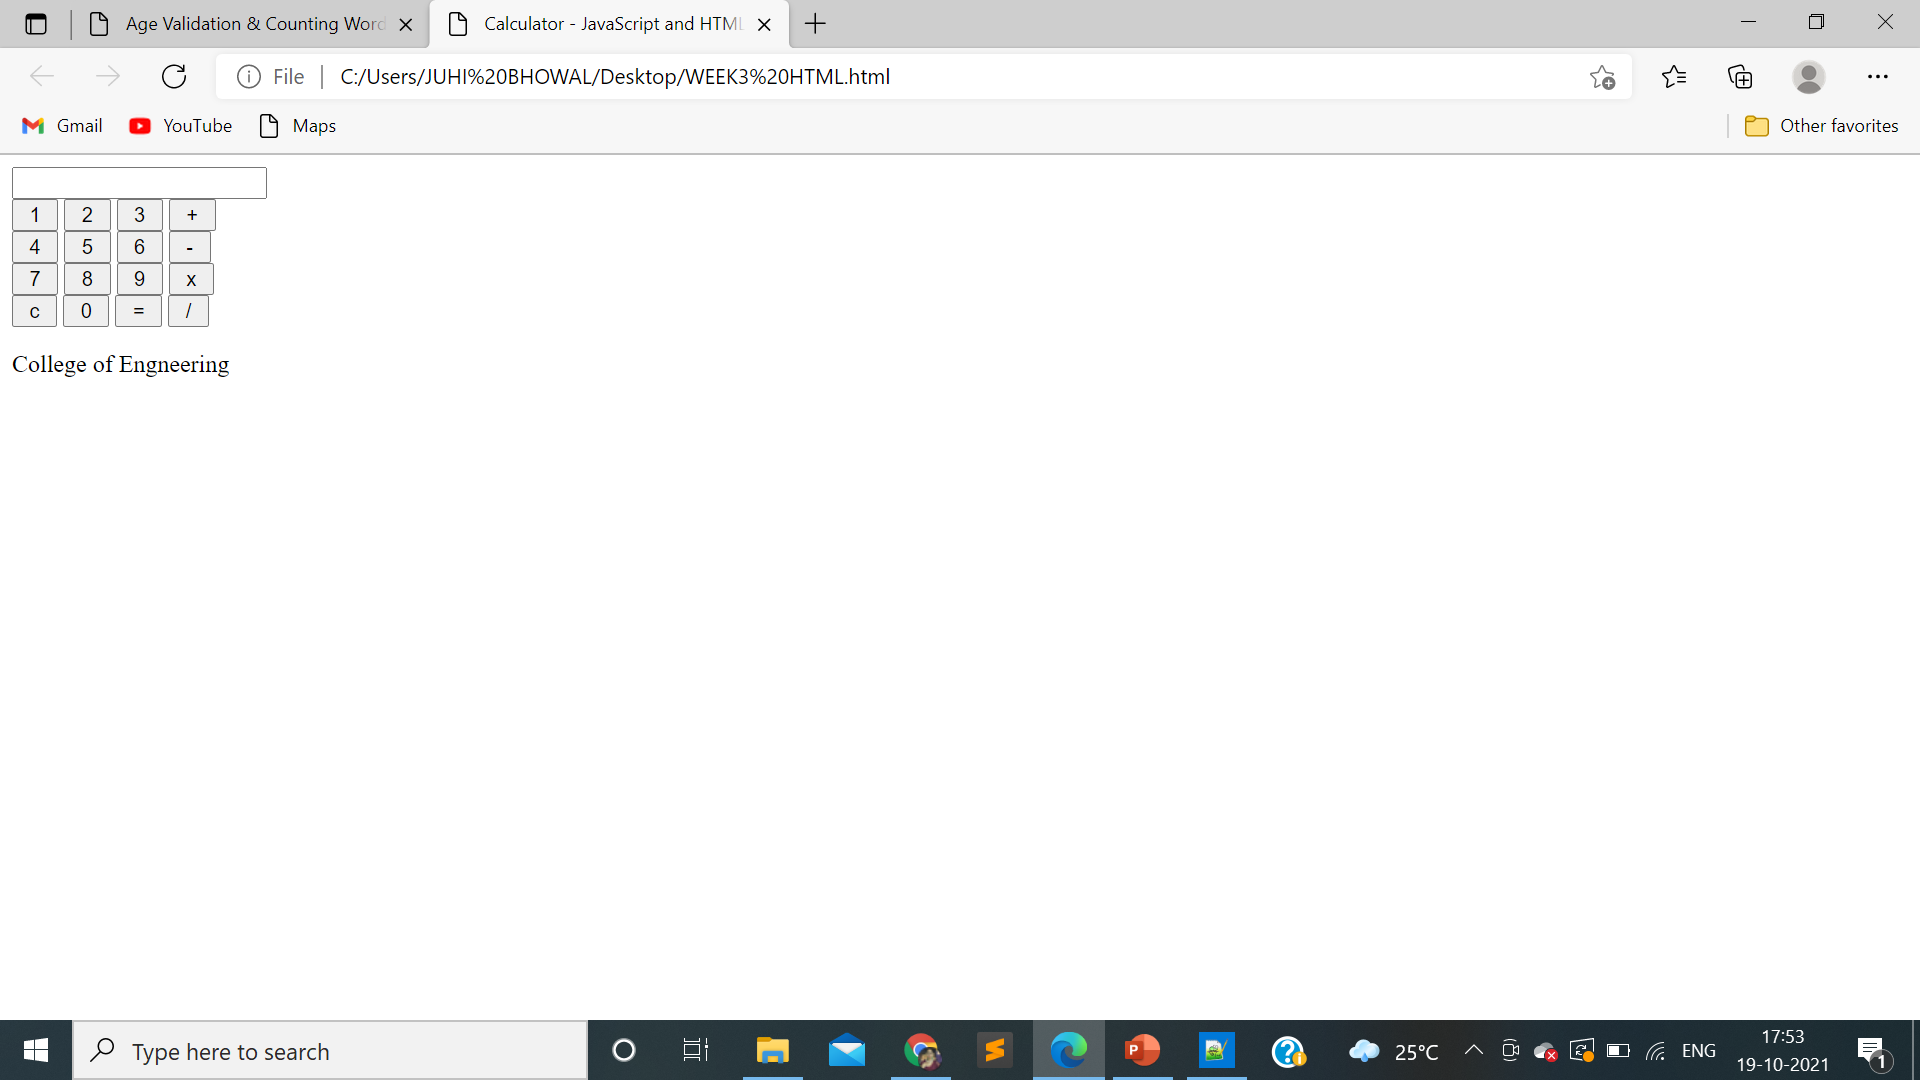 Age Validation & Counting Word
Calculator - JavaScript and HTML
File
C:/Users/JUHI%20BHOWAL/Desktop/WEEK3%20HTML.html
Gmail YouTube Maps Other favorites
1 2 3 +
4 5 6 -
7 8 9 x
c 0 = /
College of Engneering
Type here to search
25°C
ENG
17:53
19-10-2021
1